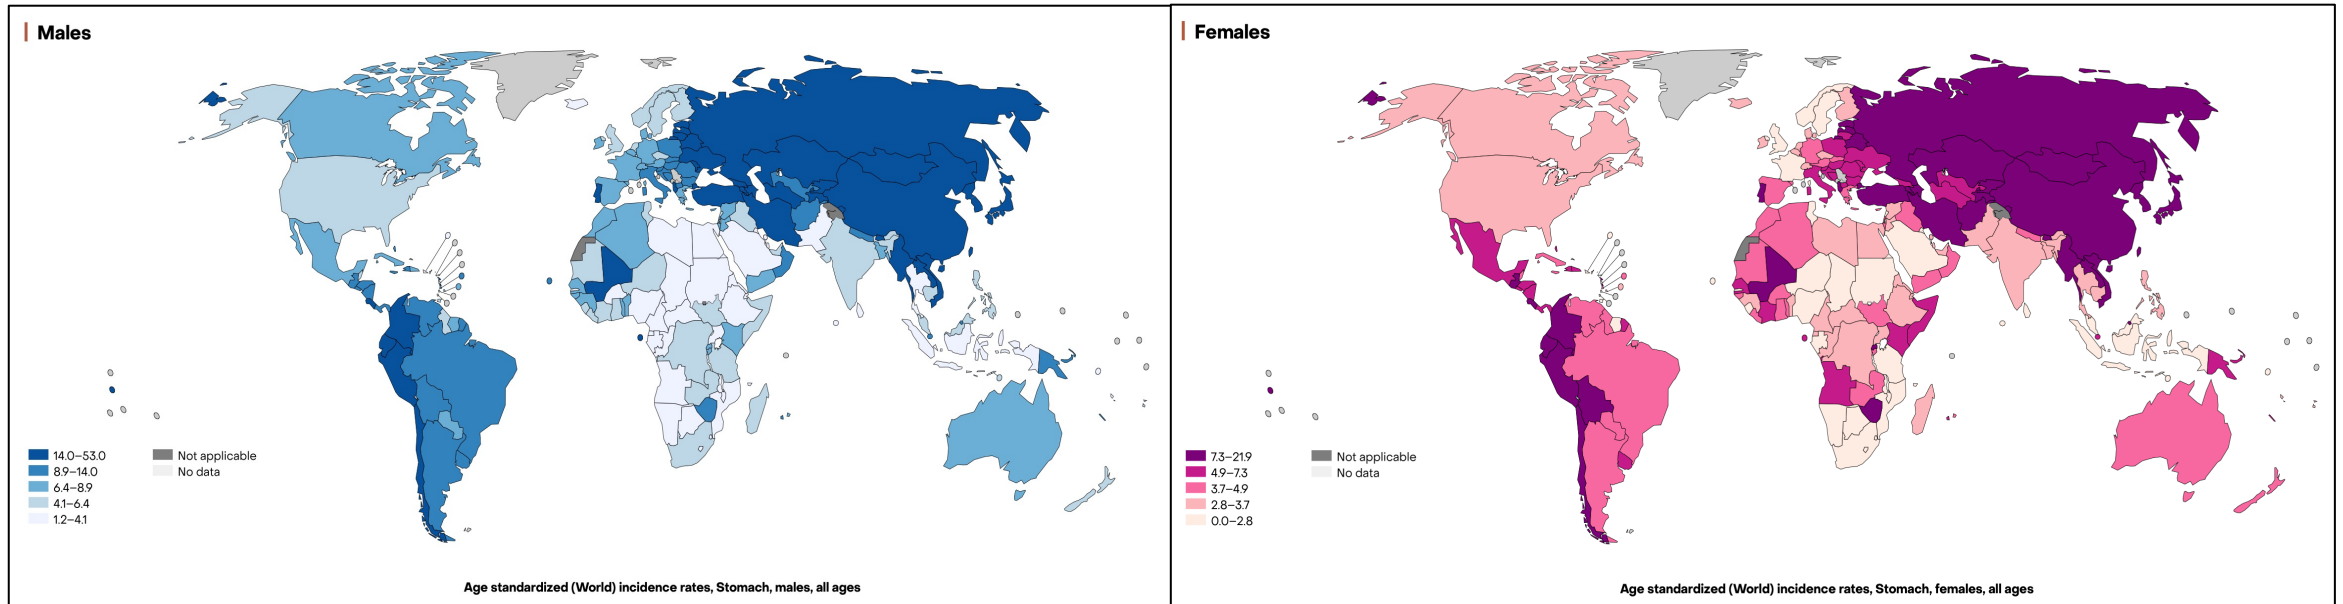 Males
14.0–53.0
8.9–14.0
6.4–8.9
4.1–6.4
1.2–4.1
Not applicable
No data
Age standardized (World) incidence rates, Stomach, males, all ages
Females
7.3–21.9
4.9–7.3
3.7–4.9
2.8–3.7
0.0–2.8
Not applicable
No data
Age standardized (World) incidence rates, Stomach, females, all ages